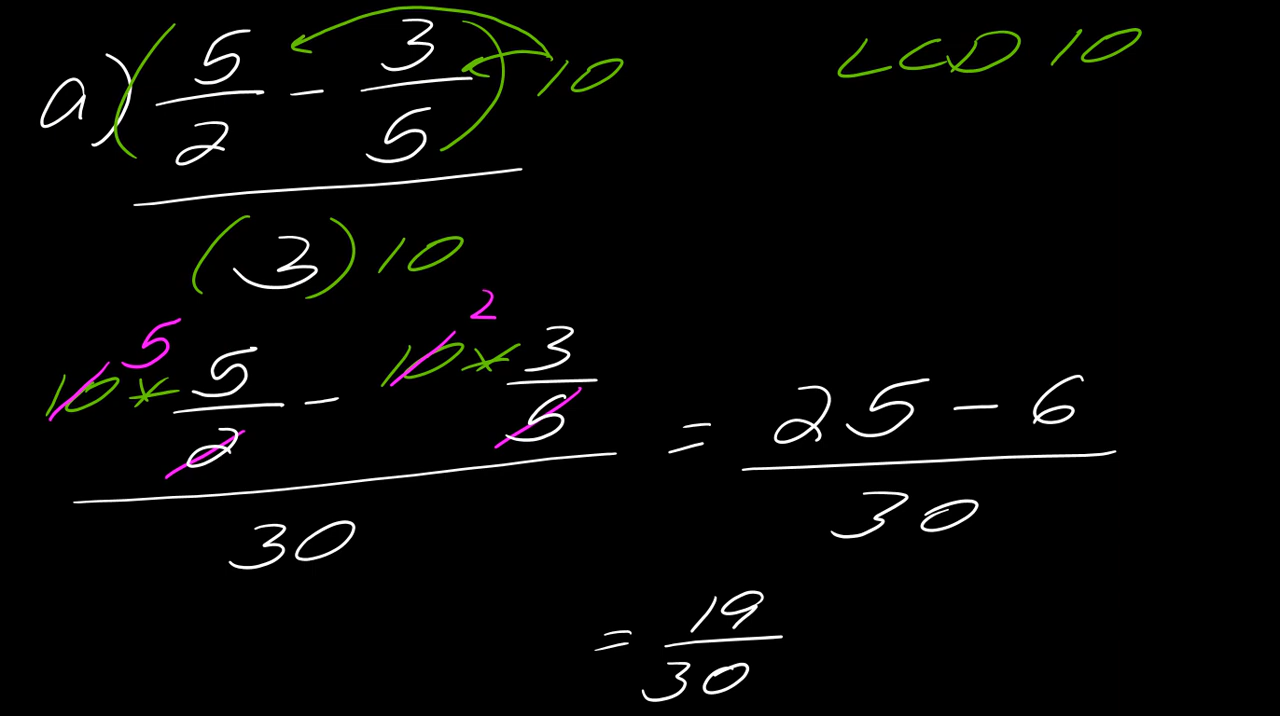 a) ( 5/2 - 3/5 ) 10
LCD 10
(3) 10
5 2
10 * 5/2 - 10 * 3/5 = 25 - 6
30 30
= 19/30